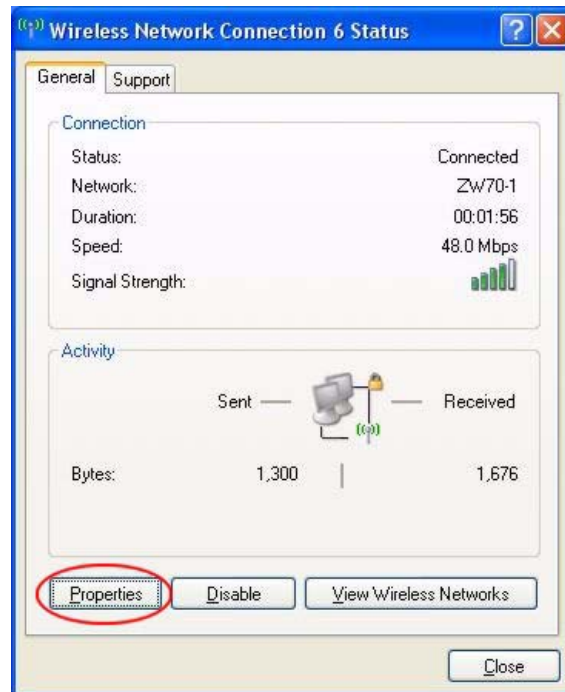 Wireless Network Connection 6 Status
General Support
Connection
Status: Connected
Network: ZW70-1
Duration: 00:01:56
Speed: 48.0 Mbps
Signal Strength:
Activity
Sent Received
Bytes: 1,300 1,676
Properties Disable View Wireless Networks
Close